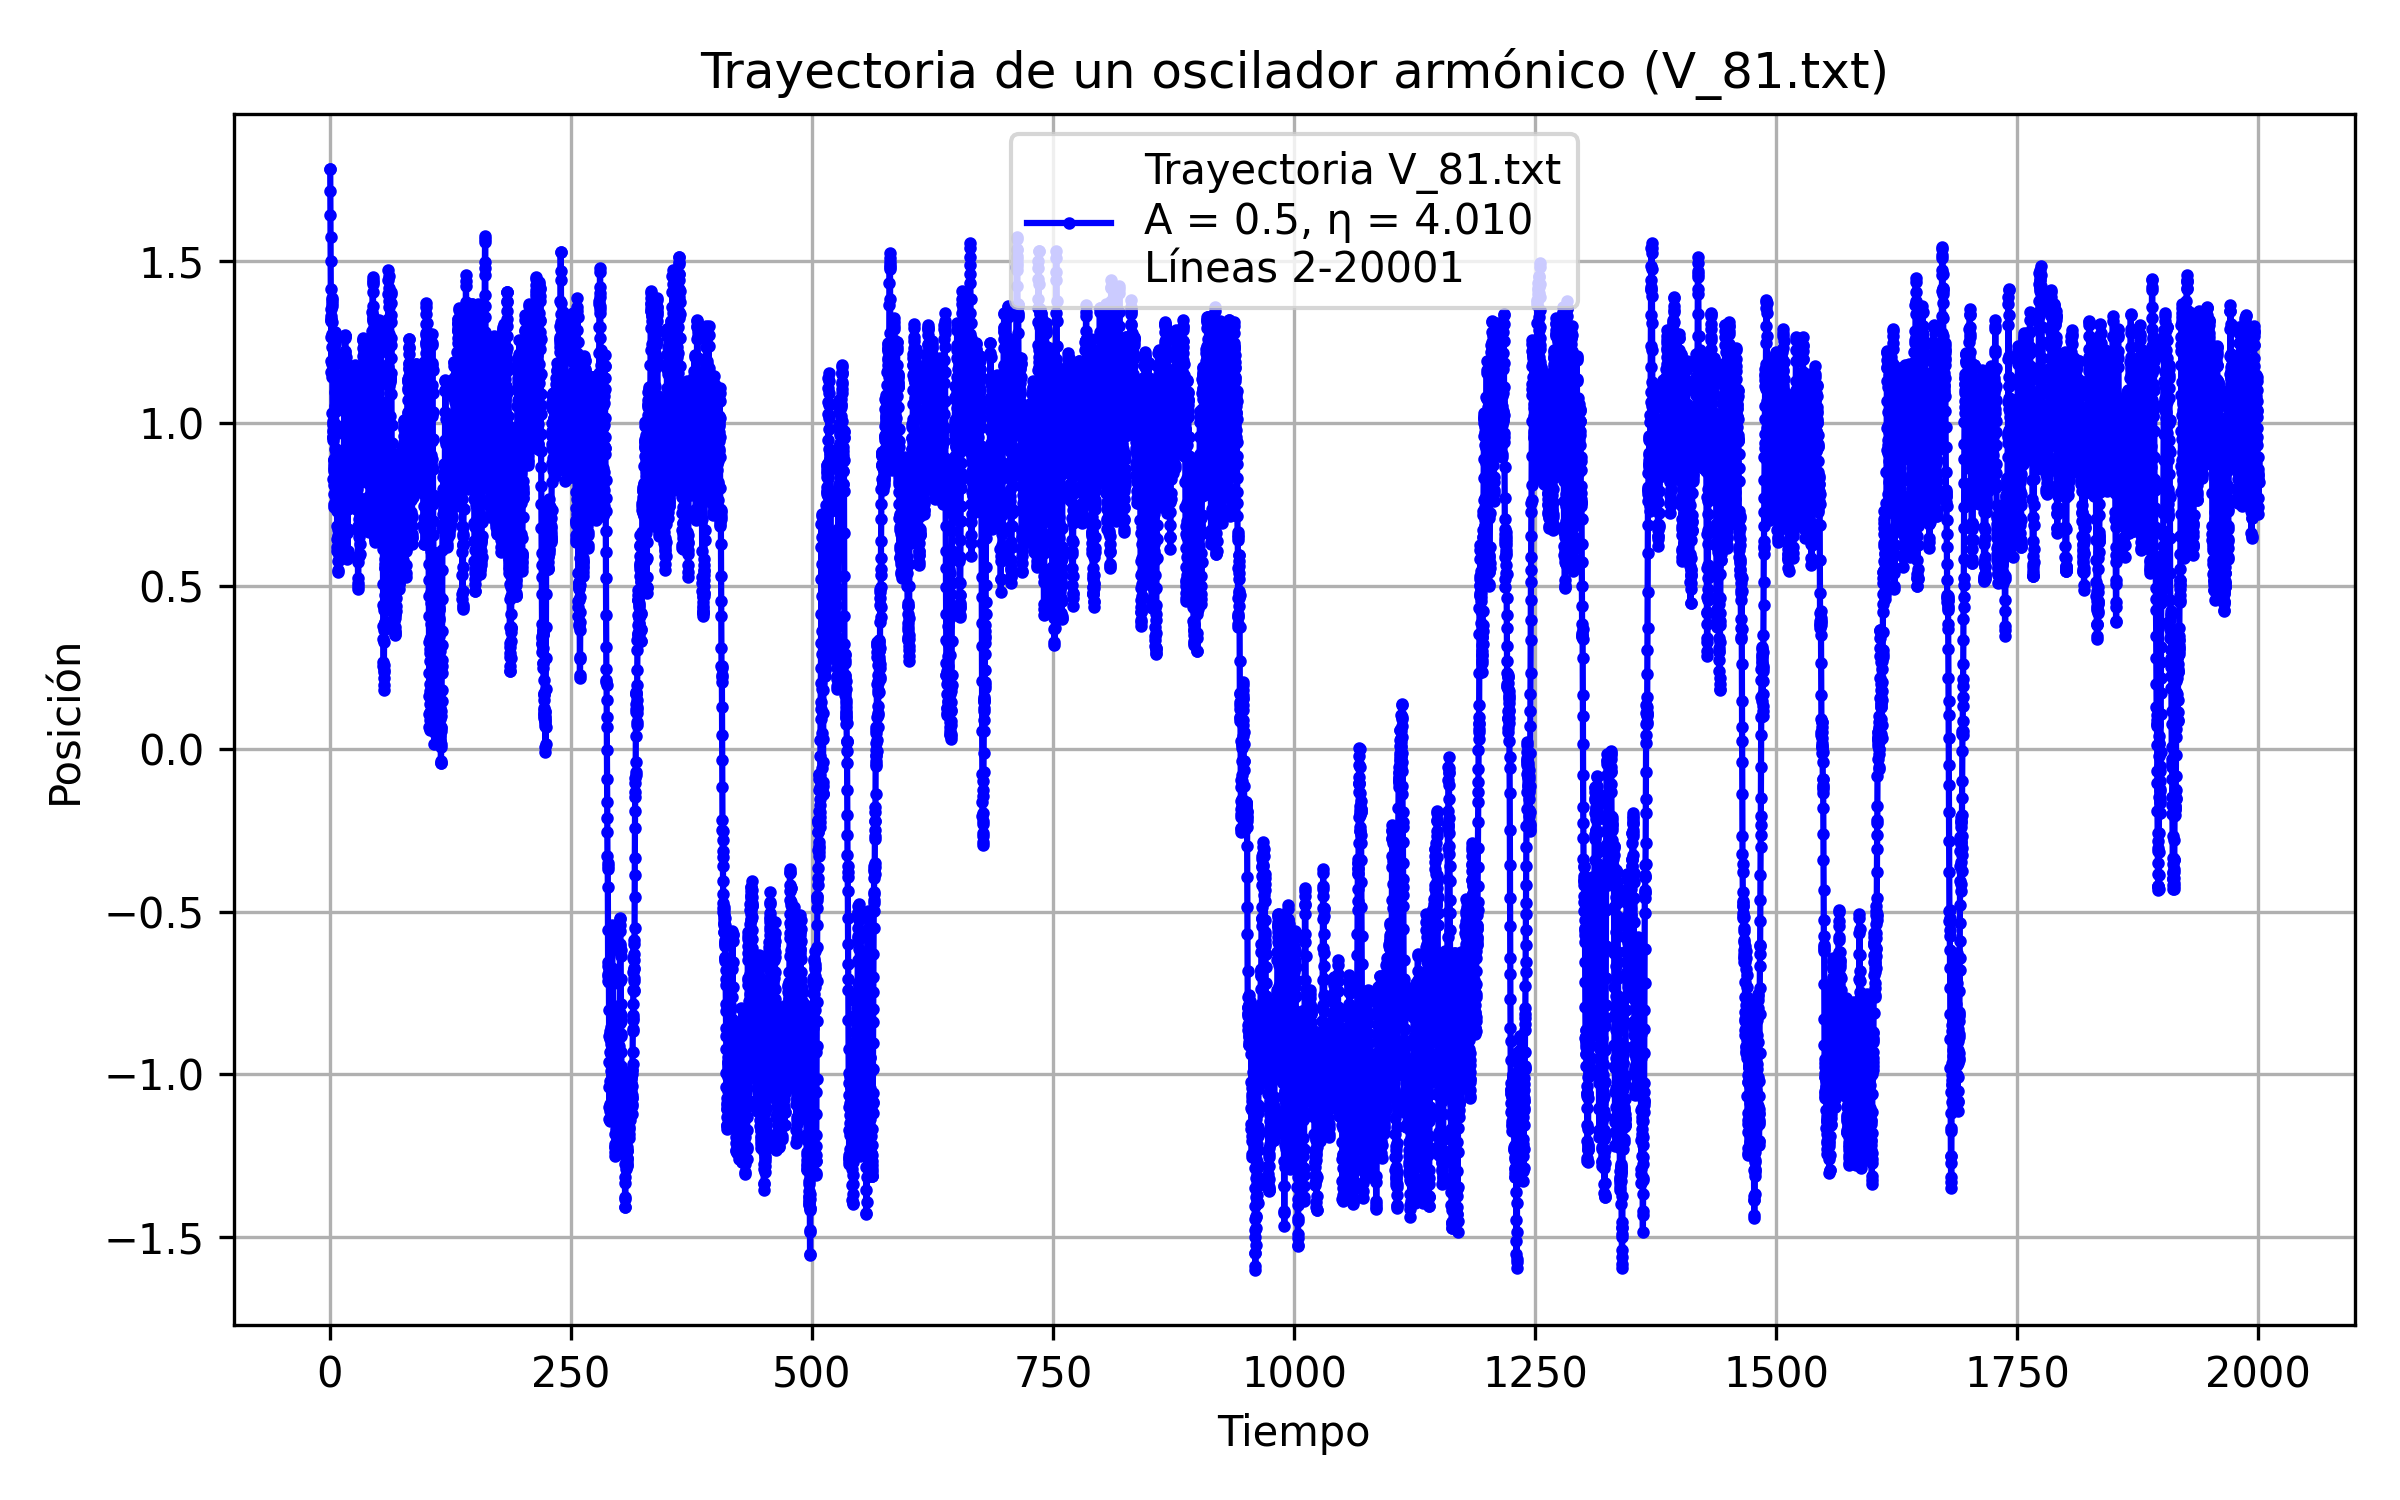 Trayectoria de un oscilador armónico (V_81.txt)
Trayectoria V_81.txt
A = 0.5, η = 4.010
Líneas 2-20001
Posición
1.5
1.0
0.5
0.0
−0.5
−1.0
−1.5
0
250
500
750
1000
1250
1500
1750
2000
Tiempo